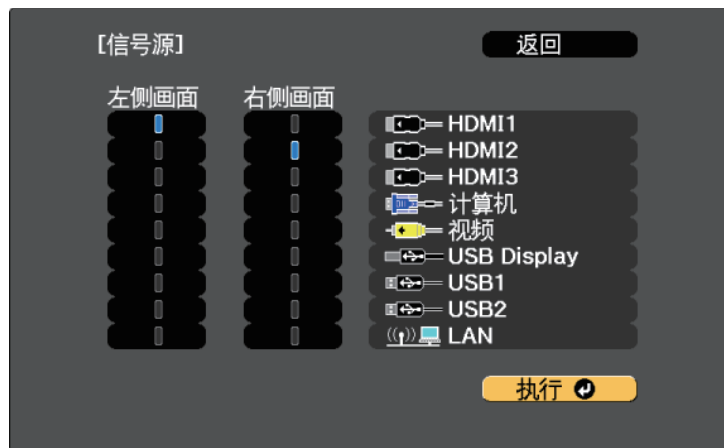 [信号源]
返回
左侧画面 右侧画面
HDMI1
HDMI2
HDMI3
计算机
视频
USB Display
USB1
USB2
LAN
执行